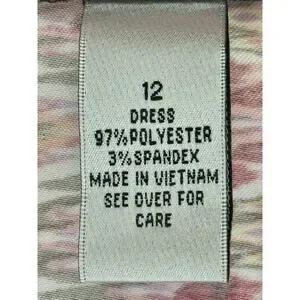 12
DRESS
97%POLYESTER
3%SPANDEX
MADE IN VIETNAM
SEE OVER FOR
CARE